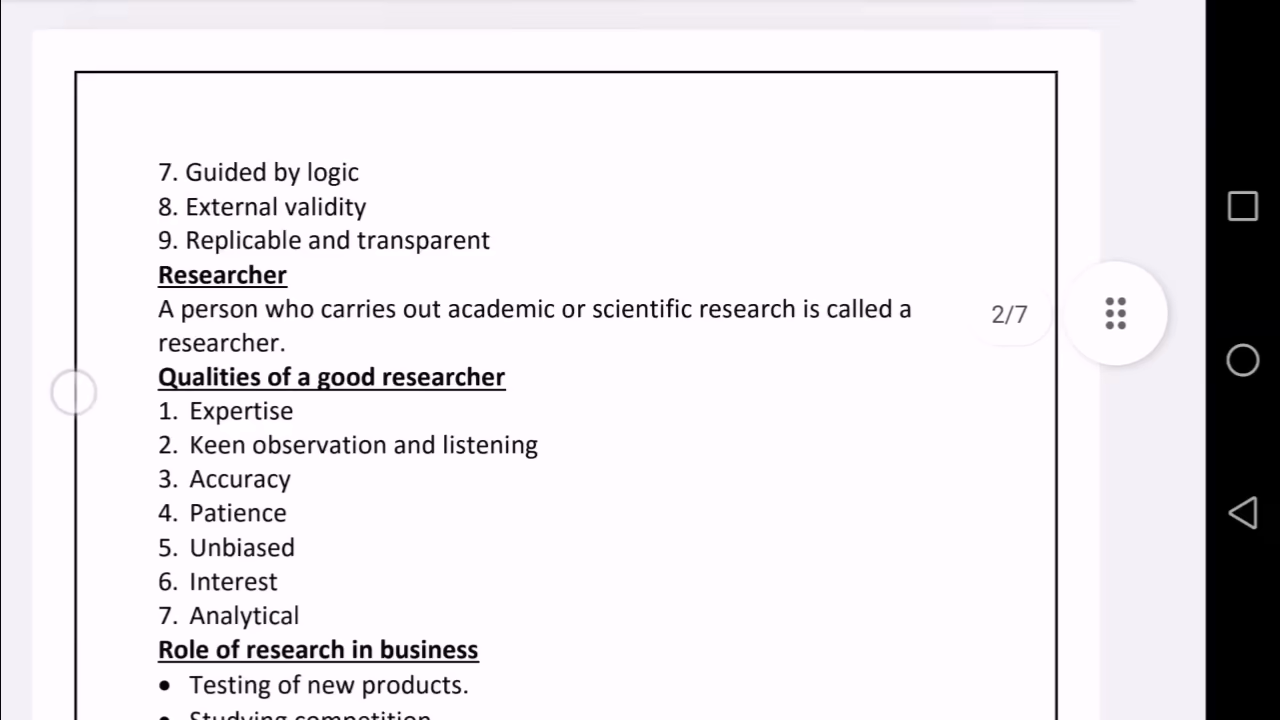 7. Guided by logic
8. External validity
9. Replicable and transparent
Researcher
A person who carries out academic or scientific research is called a
researcher.
2/7
Qualities of a good researcher
1. Expertise
2. Keen observation and listening
3. Accuracy
4. Patience
5. Unbiased
6. Interest
7. Analytical
Role of research in business
• Testing of new products.
• Studying competition